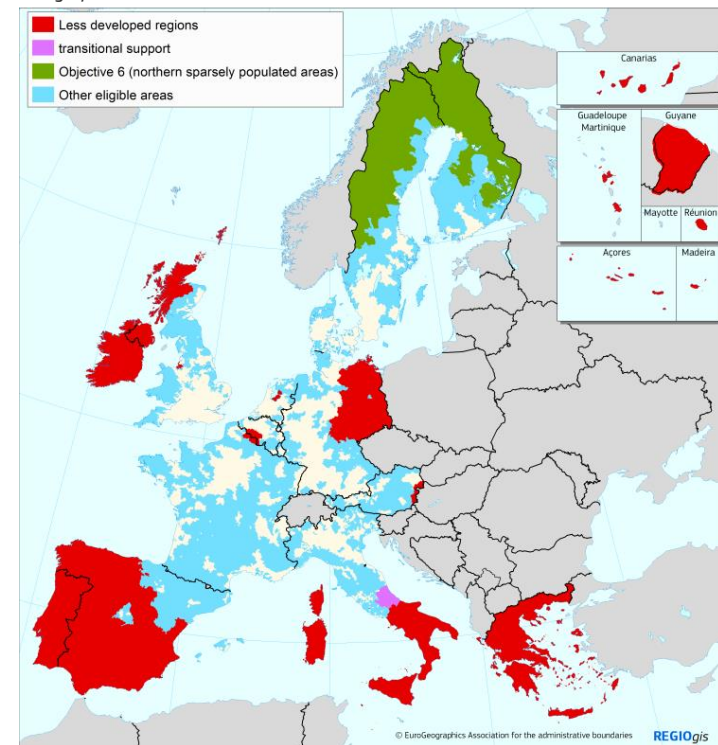 Less developed regions
transitional support
Objective 6 (northern sparsely populated areas)
Other eligible areas
Canarias
Guadeloupe
Martinique
Guyane
Mayotte
Réunion
Açores
Madeira
© EuroGeographics Association for the administrative boundaries
REGIOgis